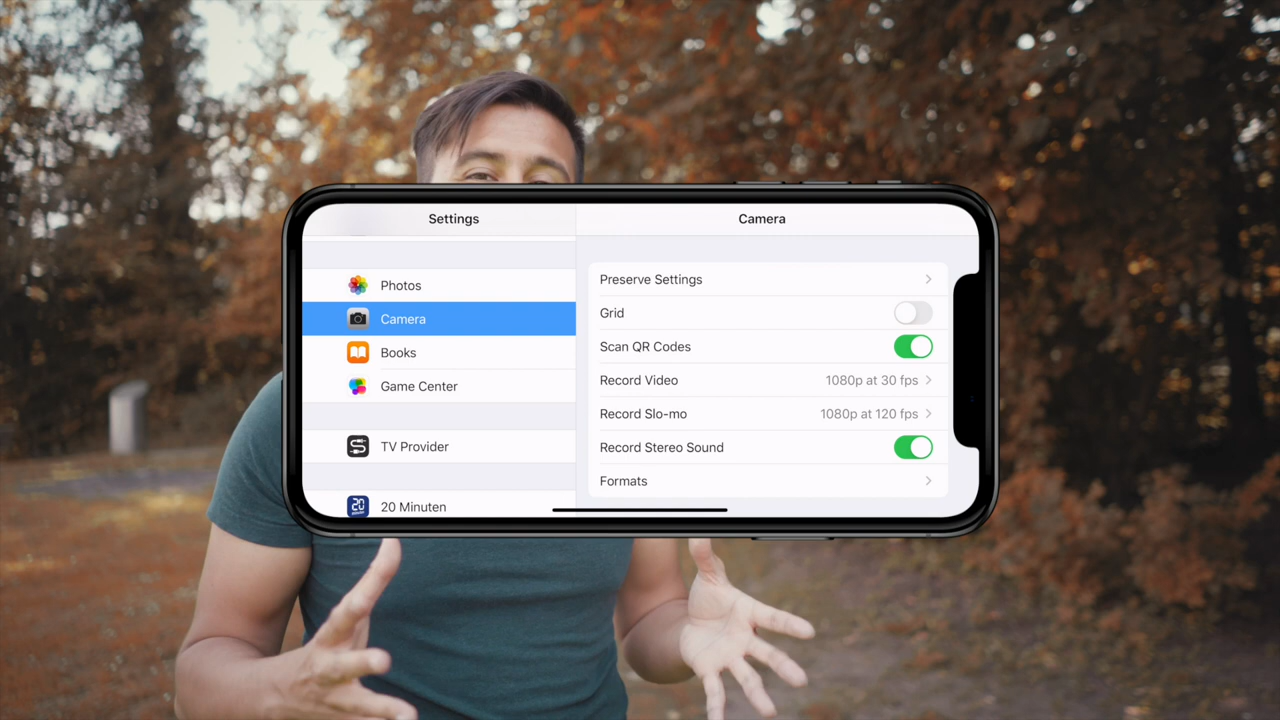 Settings
Camera
Photos
Camera
Books
Game Center
TV Provider
20 Minuten
Preserve Settings
Grid
Scan QR Codes
Record Video 1080p at 30 fps
Record Slo-mo 1080p at 120 fps
Record Stereo Sound
Formats